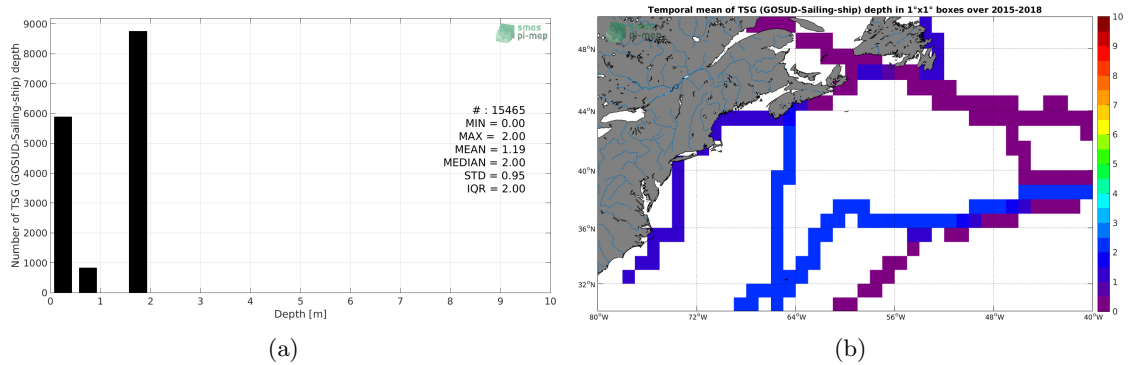 9000
8000
7000
6000
5000
4000
3000
2000
1000
0
Number of TSG (GOSUD-Sailing-ship) depth
smos
pi-mep
# : 15465
MIN = 0.00
MAX = 2.00
MEAN = 1.19
MEDIAN = 2.00
STD = 0.95
IQR = 2.00
0 1 2 3 4 5 6 7 8 9 10
Depth [m]
(a)
Temporal mean of TSG (GOSUD-Sailing-ship) depth in 1°x1° boxes over 2015-2018
smos
pi-mep
48°N
44°N
40°N
36°N
32°N
80°W 72°W 64°W 56°W 48°W 40°W
10
9
8
7
6
5
4
3
2
1
0
(b)